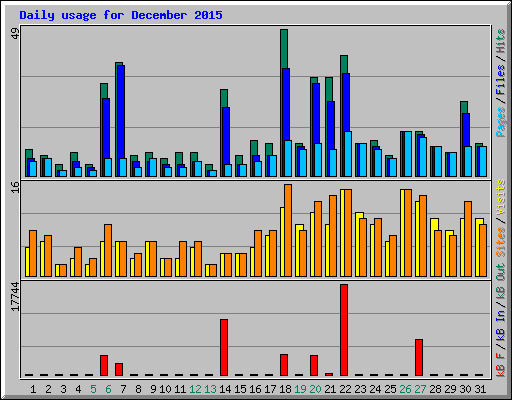 Daily usage for December 2015
49
Pages / Files / Hits
16
Sites / Visits
17744
kB F / kB In / kB Out
1 2 3 4 5 6 7 8 9 10 11 12 13 14 15 16 17 18 19 20 21 22 23 24 25 26 27 28 29 30 31